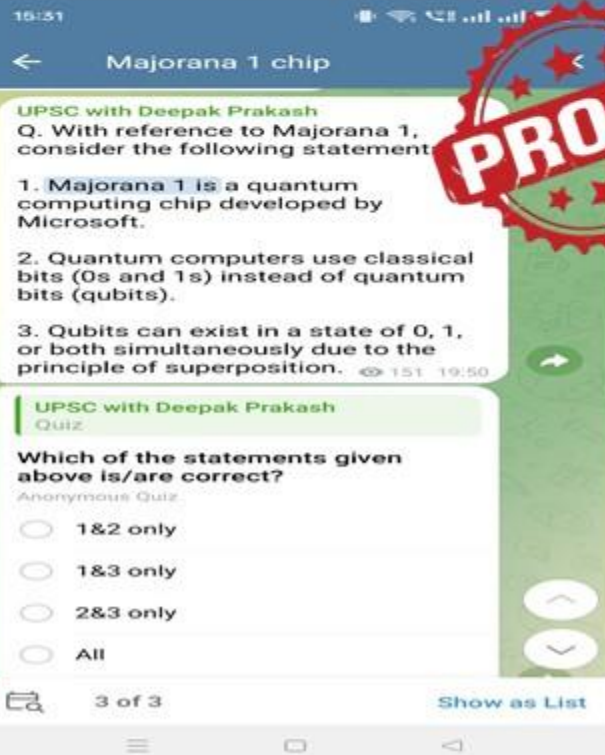 15:31
Majorana 1 chip
UPSC with Deepak Prakash
Q. With reference to Majorana 1,
consider the following statement
1. Majorana 1 is a quantum
computing chip developed by
Microsoft.
2. Quantum computers use classical
bits (0s and 1s) instead of quantum
bits (qubits).
3. Qubits can exist in a state of 0, 1,
or both simultaneously due to the
principle of superposition. 151 19:50
UPSC with Deepak Prakash
Quiz
Which of the statements given
above is/are correct?
Anonymous Quiz
1&2 only
1&3 only
2&3 only
All
3 of 3
Show as List
PRO